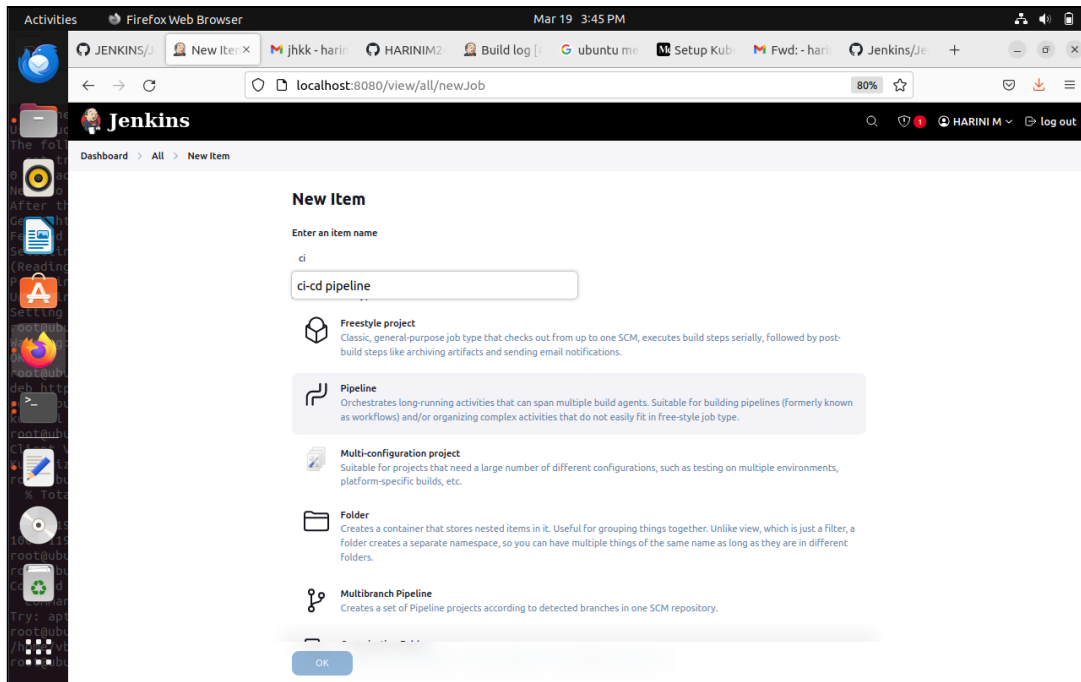 Activities
Firefox Web Browser
Mar 19 3:45 PM
JENKINS/J
New Iter
jhkk - harin
HARINIM2
Build log [
ubuntu me
Setup Kub
Fwd: - hari
Jenkins/Je
localhost:8080/view/all/newJob
80%
Jenkins
1
HARINI M
log out
Dashboard > All > New Item
New Item
Enter an item name
ci
ci-cd pipeline
Freestyle project
Classic, general-purpose job type that checks out from up to one SCM, executes build steps serially, followed by post-
build steps like archiving artifacts and sending email notifications.
Pipeline
Orchestrates long-running activities that can span multiple build agents. Suitable for building pipelines (formerly known
as workflows) and/or organizing complex activities that do not easily fit in free-style job type.
Multi-configuration project
Suitable for projects that need a large number of different configurations, such as testing on multiple environments,
platform-specific builds, etc.
Folder
Creates a container that stores nested items in it. Useful for grouping things together. Unlike view, which is just a filter, a
folder creates a separate namespace, so you can have multiple things of the same name as long as they are in different
folders.
Multibranch Pipeline
Creates a set of Pipeline projects according to detected branches in one SCM repository.
OK